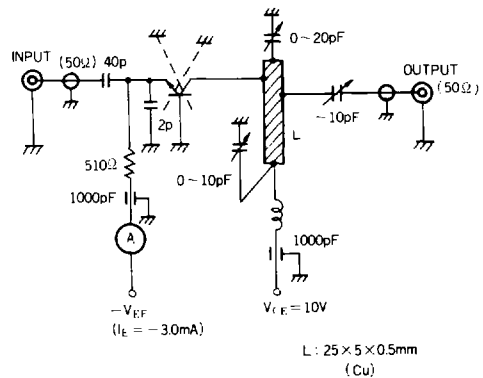 INPUT
(50Ω)
40p
0~20pF
OUTPUT
(50Ω)
2p
~10pF
L
510Ω
0~10pF
1000pF
A
1000pF
-VEF
(IE = -3.0mA)
VCE = 10V
L : 25×5×0.5mm
(Cu)